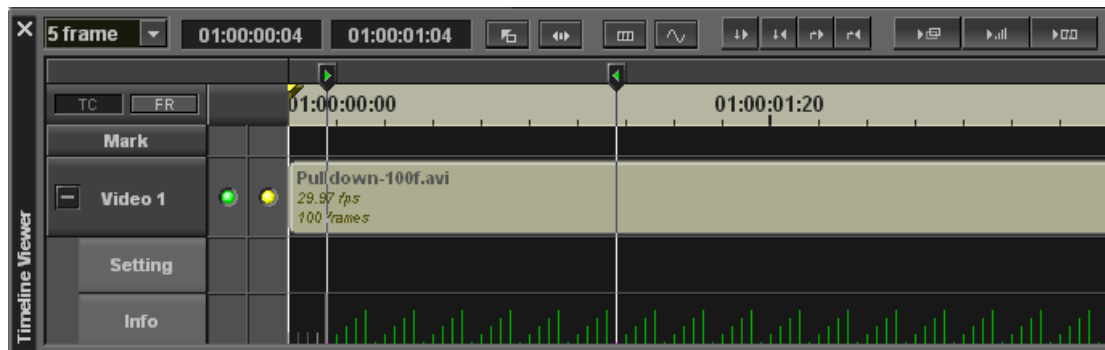 5 frame 01:00:00:04 01:00:01:04
TC FR 01:00:00:00 01:00:01:20
Mark
Video 1 Pulldown-100f.avi
29.97 fps
100 frames
Setting
Info
Timeline Viewer